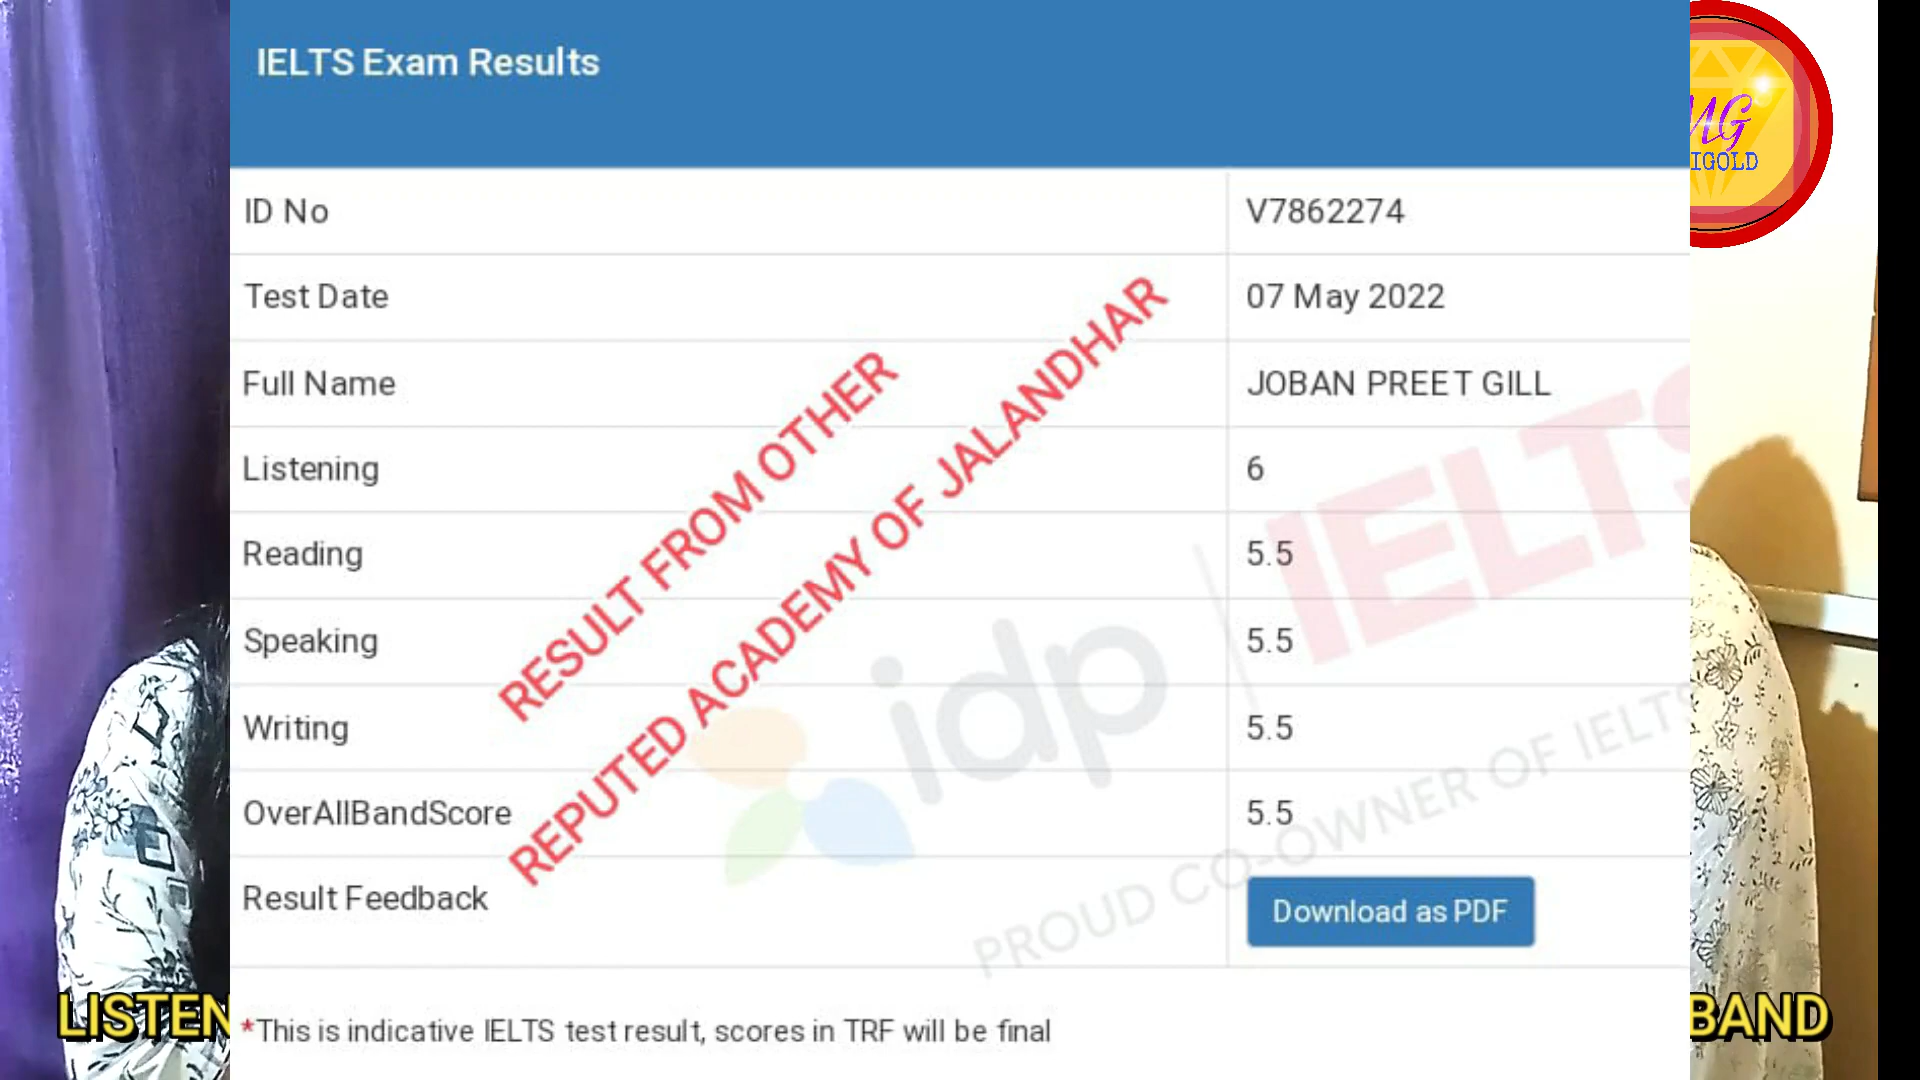 IELTS Exam Results
ID No V7862274
Test Date 07 May 2022
Full Name JOBAN PREET GILL
Listening 6
Reading 5.5
Speaking 5.5
Writing 5.5
OverAllBandScore 5.5
Result Feedback Download as PDF
*This is indicative IELTS test result, scores in TRF will be final
RESULT FROM OTHER
REPUTED ACADEMY OF JALANDHAR
idp IELTS
PROUD CO-OWNER OF IELTS
MG
IGOLD
LISTEN
BAND